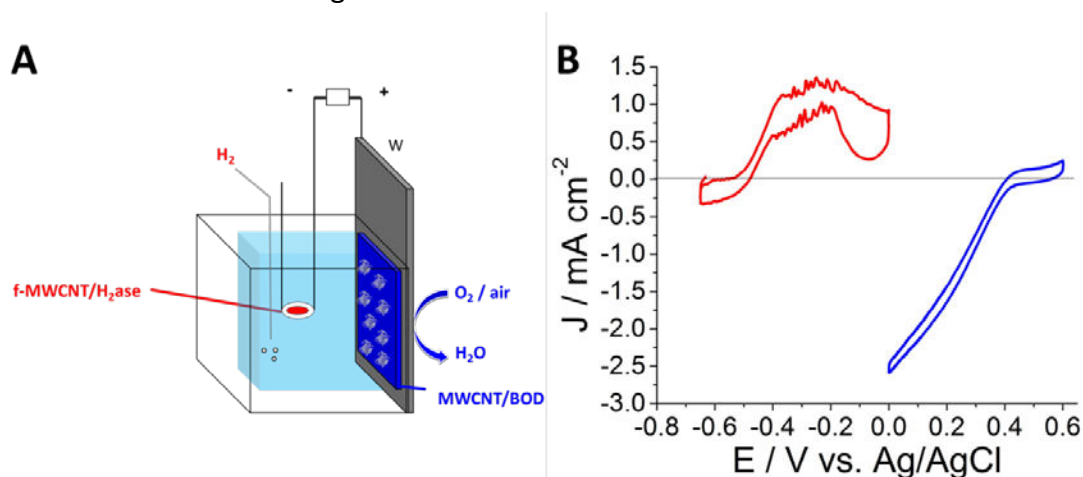 A
-
+
W
H2
f-MWCNT/H2ase
O2 / air
H2O
MWCNT/BOD
B
J / mA cm-2
1.5
1.0
0.5
0.0
-0.5
-1.0
-1.5
-2.0
-2.5
-3.0
-0.8 -0.6 -0.4 -0.2 0.0 0.2 0.4 0.6
E / V vs. Ag/AgCl